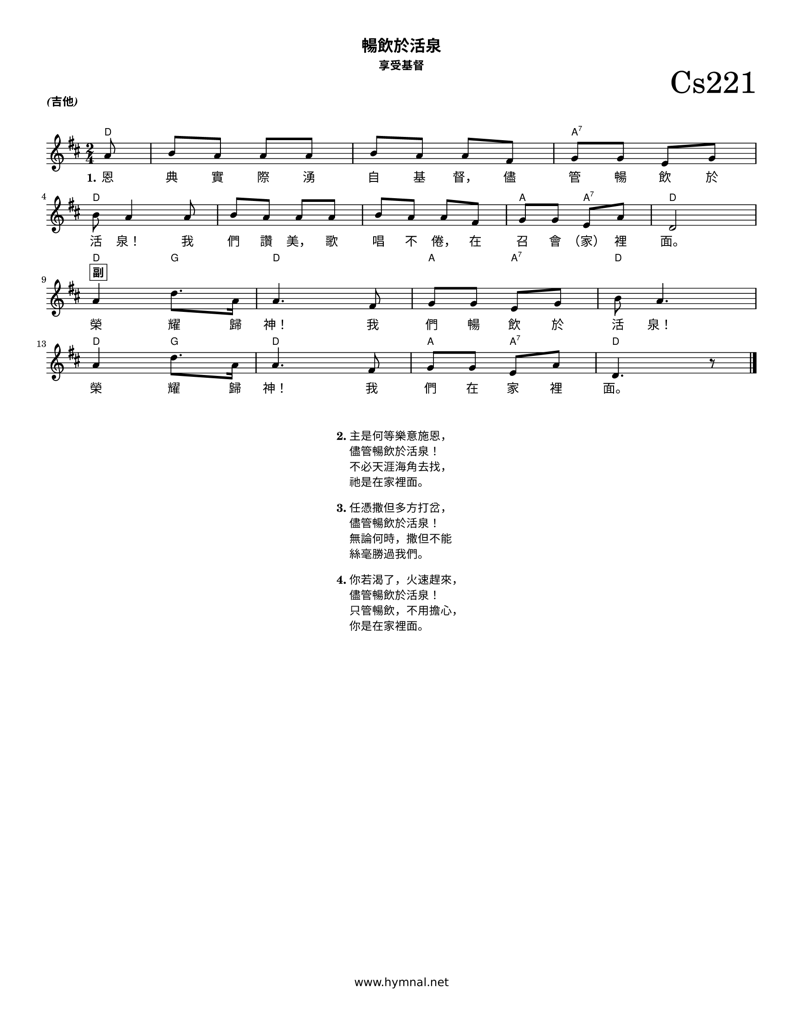 暢飲於活泉
享受基督
Cs221
(吉他)
D A7
1. 恩 典 實 際 湧 自 基 督， 儘 管 暢 飲 於
4 D A A7 D
活 泉！ 我 們 讚 美， 歌 唱 不 倦， 在 召 會 （家） 裡 面。
D G D A A7 D
副
9
榮 耀 歸 神！ 我 們 暢 飲 於 活 泉！
13 D G D A A7 D
榮 耀 歸 神！ 我 們 在 家 裡 面。
2. 主是何等樂意施恩，
儘管暢飲於活泉！
不必天涯海角去找，
祂是在家裡面。
3. 任憑撒但多方打岔，
儘管暢飲於活泉！
無論何時，撒但不能
絲毫勝過我們。
4. 你若渴了，火速趕來，
儘管暢飲於活泉！
只管暢飲，不用擔心，
你是在家裡面。
www.hymnal.net